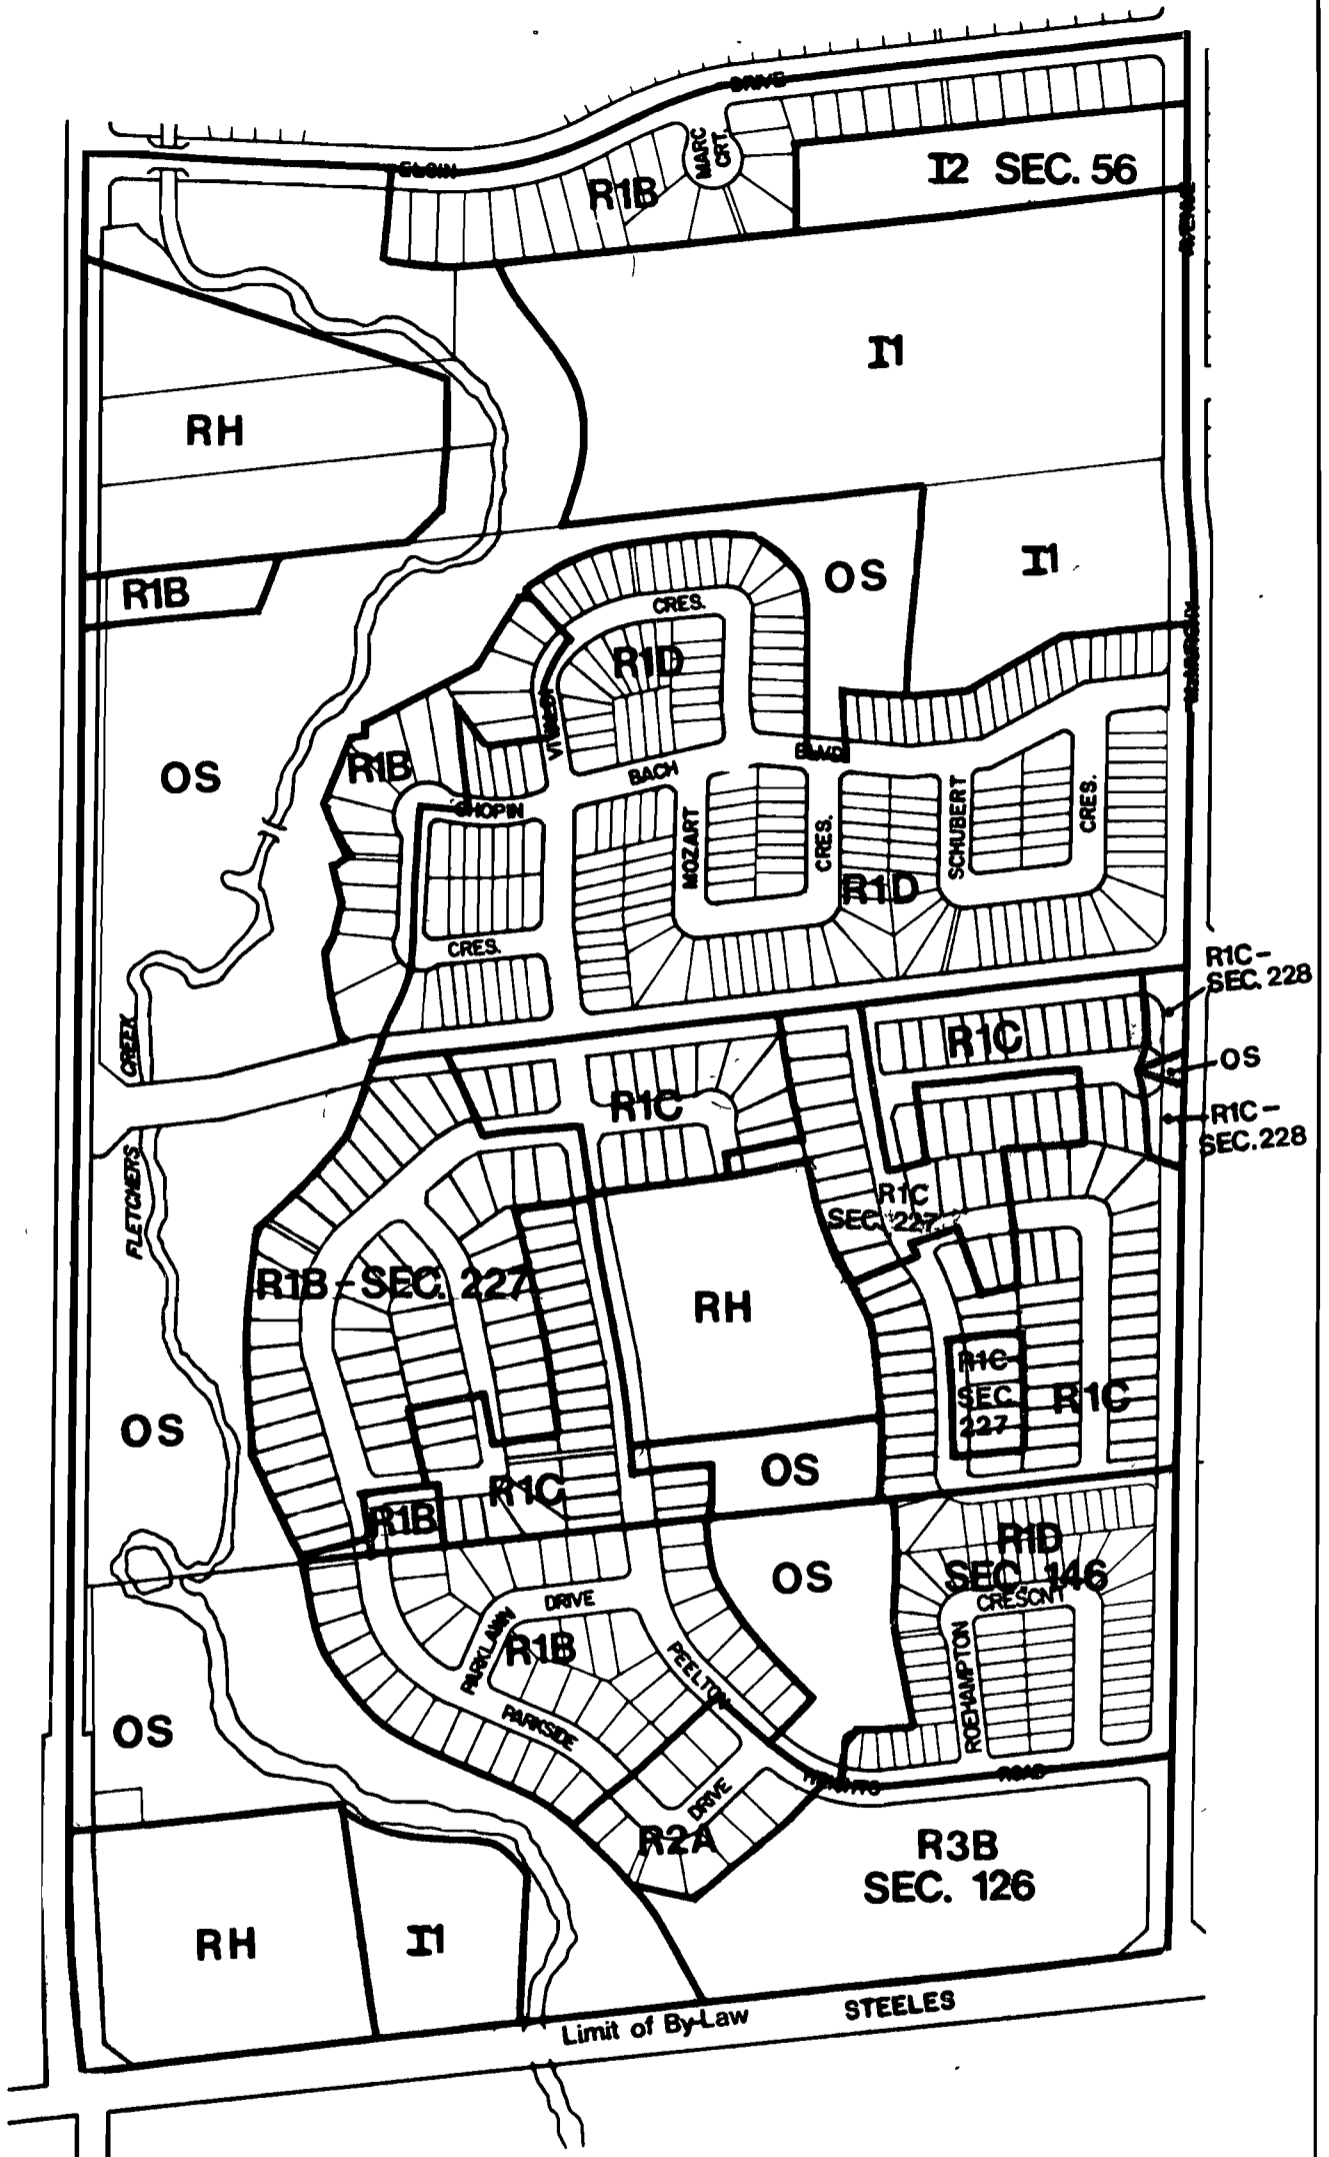 DRIVE
ELGIN
MARC
CRT.
R1B
I2 SEC. 56
AVENUE
I1
RH
R1B
OS
I1
CRES.
R1D
VIVALDI
OS
R1B
BLVD.
BACH
CHOPIN
MOZART
CRES.
SCHUBERT
CRES.
R1D
CRES.
R1C-
SEC. 228
CREEK
R1C
OS
R1C
R1C-
SEC. 228
FLETCHERS
R1C
SEC. 227
R1B-SEC. 227
RH
R1C
SEC
227
R1C
OS
OS
R1C
R1B
R1D
SEC. 146
OS
CRESCNT
DRIVE
PARKLAWN
R1B
ROEHAMPTON
PEELTON
PARKSIDE
OS
HEIGHTS
ROAD
DRIVE
R2A
R3B
SEC. 126
RH
I1
STEELES
Limit of By-Law